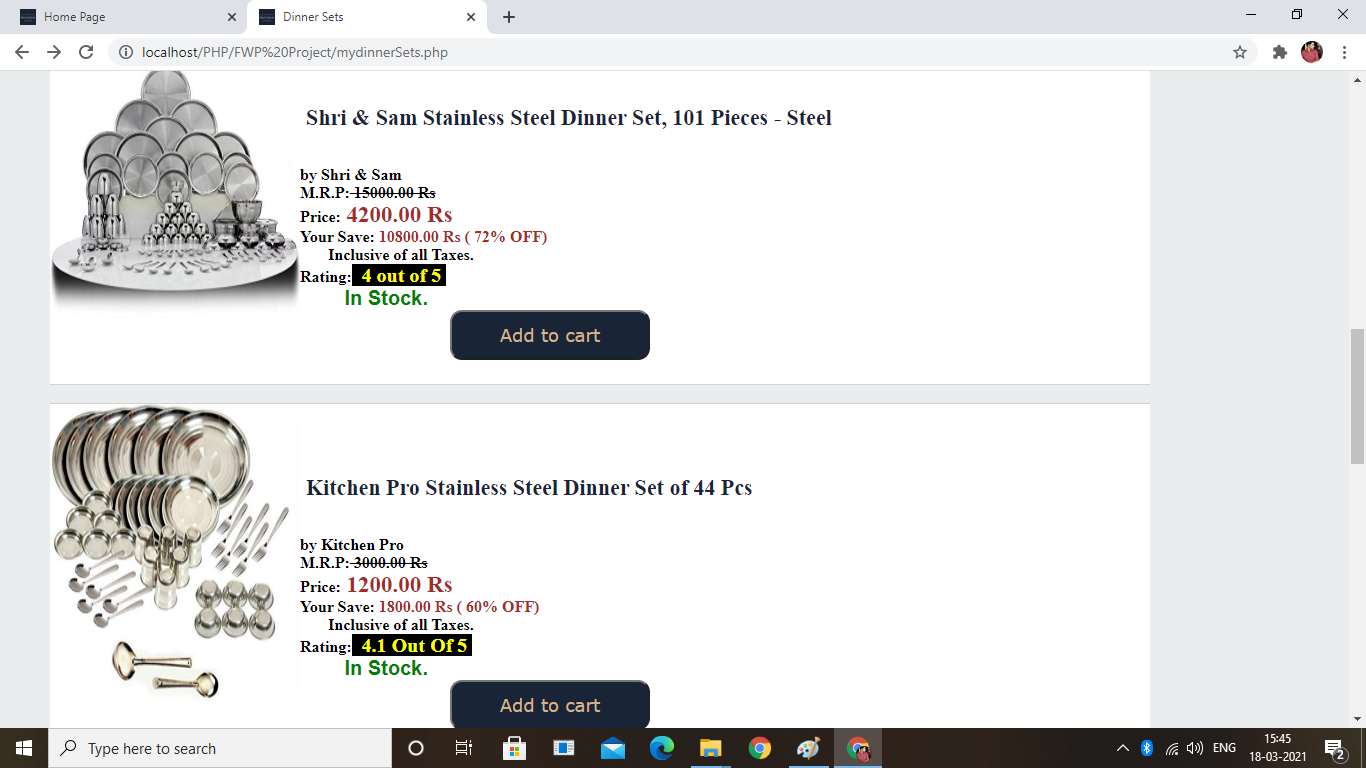 Home Page
Dinner Sets
localhost/PHP/FWP%20Project/mydinnerSets.php
Shri & Sam Stainless Steel Dinner Set, 101 Pieces - Steel
by Shri & Sam
M.R.P: 15000.00 Rs
Price: 4200.00 Rs
Your Save: 10800.00 Rs ( 72% OFF)
Inclusive of all Taxes.
Rating: 4 out of 5
In Stock.
Add to cart
Kitchen Pro Stainless Steel Dinner Set of 44 Pcs
by Kitchen Pro
M.R.P: 3000.00 Rs
Price: 1200.00 Rs
Your Save: 1800.00 Rs ( 60% OFF)
Inclusive of all Taxes.
Rating: 4.1 Out Of 5
In Stock.
Add to cart
Type here to search
ENG
15:45
18-03-2021
2